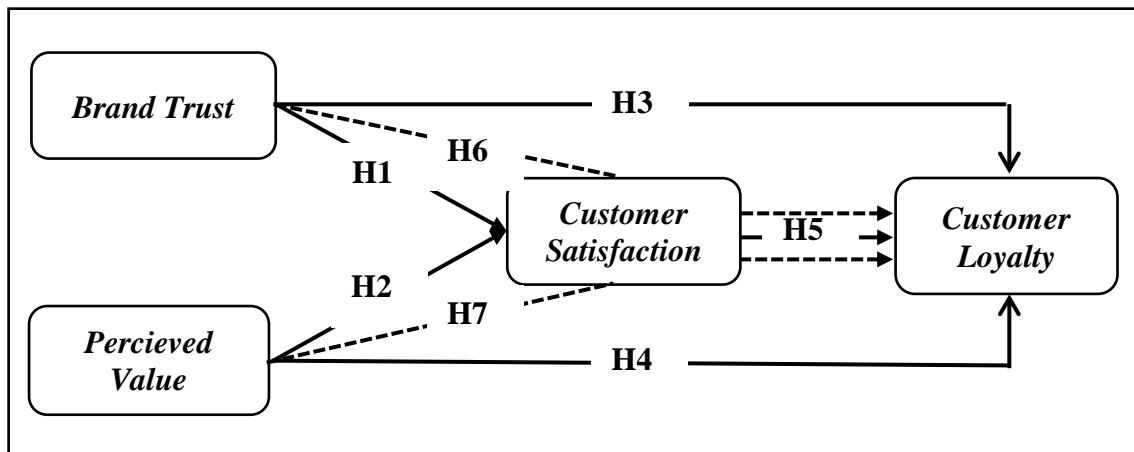 Brand Trust
H3
H6
H1
Customer
Satisfaction
H5
Customer
Loyalty
H2
H7
Percieved
Value
H4